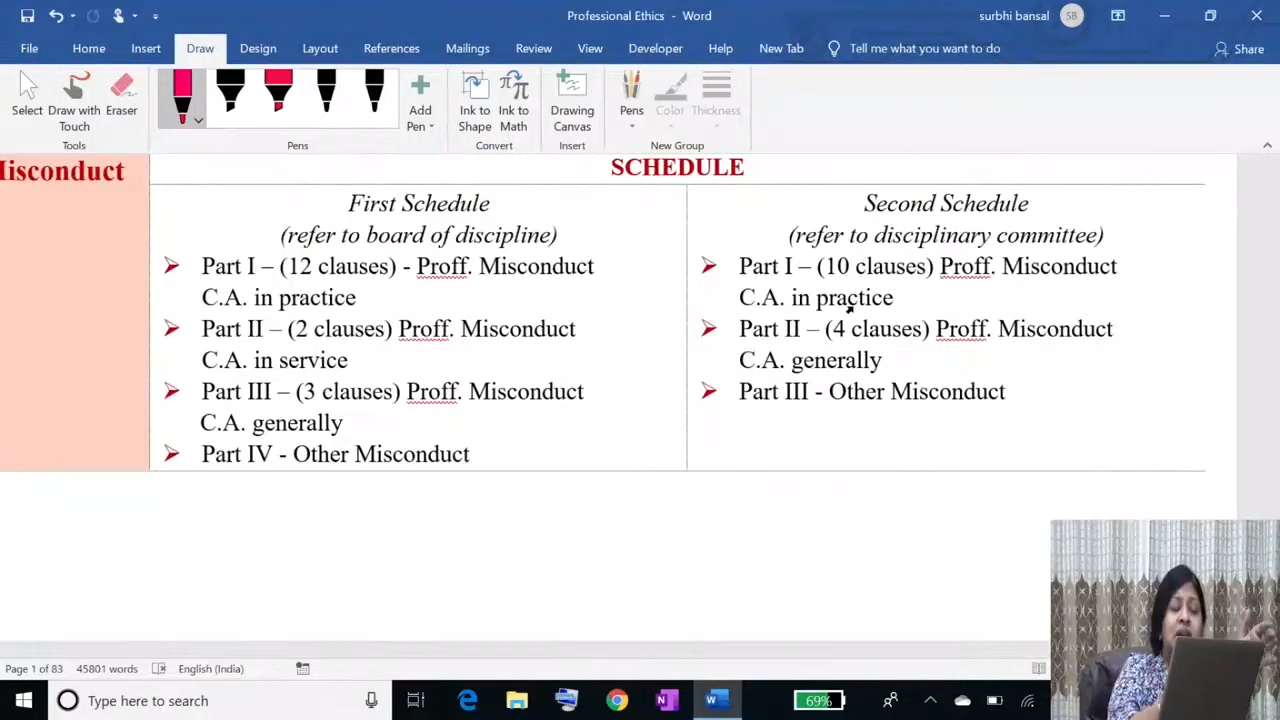 Professional Ethics - Word
surbhi bansal
SB
File
Home
Insert
Draw
Design
Layout
References
Mailings
Review
View
Developer
Help
New Tab
Tell me what you want to do
Share
Select
Draw with Touch
Eraser
Add Pen
Ink to Shape
Ink to Math
Drawing Canvas
Pens
Color
Thickness
Tools
Pens
Convert
Insert
New Group
Misconduct
SCHEDULE
First Schedule
(refer to board of discipline)
Part I – (12 clauses) - Proff. Misconduct
C.A. in practice
Part II – (2 clauses) Proff. Misconduct
C.A. in service
Part III – (3 clauses) Proff. Misconduct
C.A. generally
Part IV - Other Misconduct
Second Schedule
(refer to disciplinary committee)
Part I – (10 clauses) Proff. Misconduct
C.A. in practice
Part II – (4 clauses) Proff. Misconduct
C.A. generally
Part III - Other Misconduct
Page 1 of 83
45801 words
English (India)
Type here to search
69%